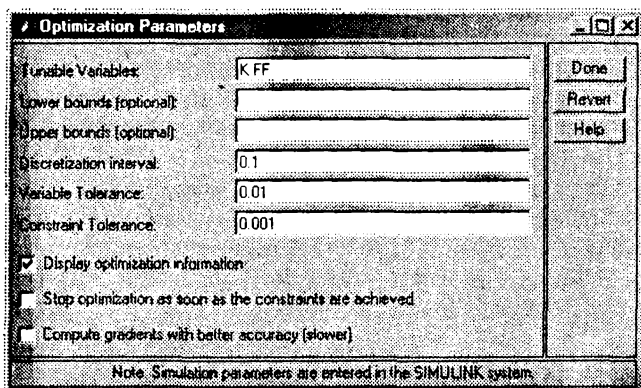 Optimization Parameters
Tunable Variables: K FF
Lower bounds (optional):
Upper bounds (optional):
Discretization interval: 0.1
Variable Tolerance: 0.01
Constraint Tolerance: 0.001
Display optimization information
Stop optimization as soon as the constraints are achieved
Compute gradients with better accuracy (slower)
Done
Revert
Help
Note: Simulation parameters are entered in the SIMULINK system.